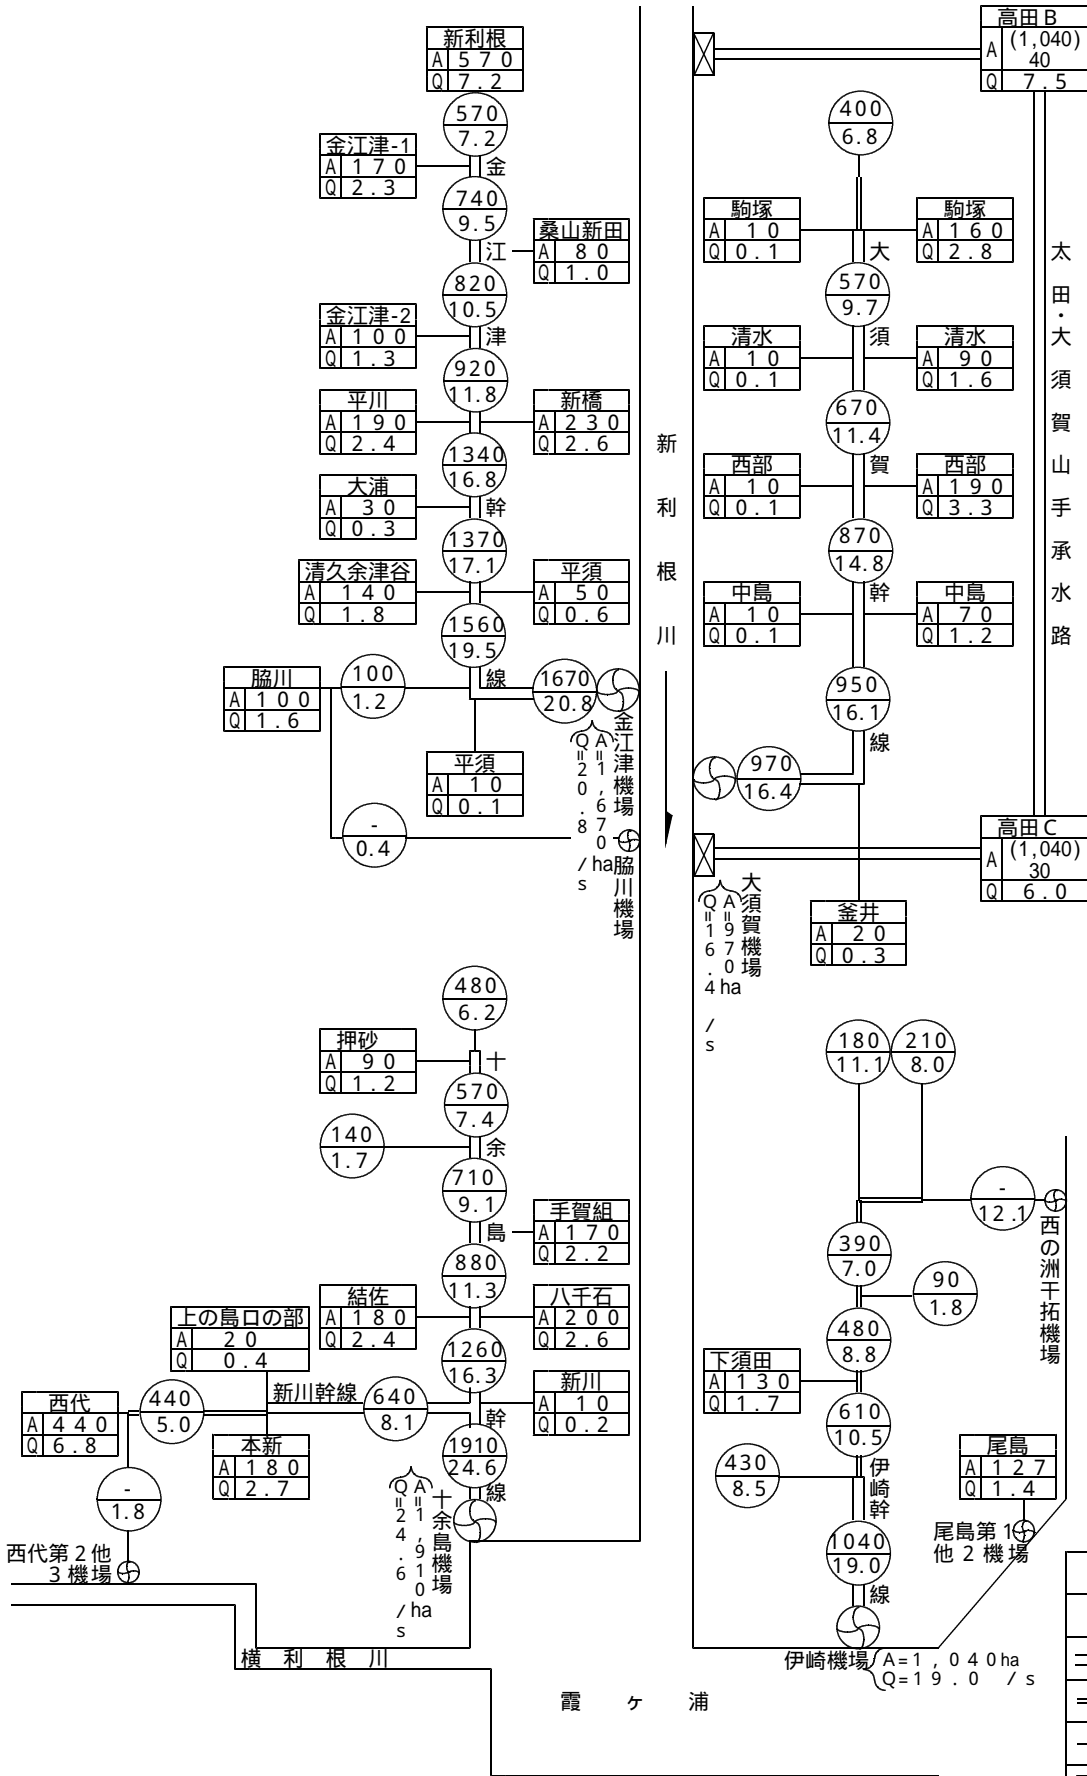 新利根
A 570
Q 7.2
570
7.2
金江津-1
A 170
Q 2.3
740
9.5
桑山新田
A 80
Q 1.0
820
10.5
金江津-2
A 100
Q 1.3
920
11.8
平川
A 190
Q 2.4
新橋
A 230
Q 2.6
1340
16.8
大浦
A 30
Q 0.3
1370
17.1
清久余津谷
A 140
Q 1.8
平須
A 50
Q 0.6
1560
19.5
金江津幹線
脇川
A 100
Q 1.6
100
1.2
1670
20.8
平須
A 10
Q 0.1
-
0.4
金江津機場
A=1,670ha
Q=20.8 /s
脇川機場
新利根川
高田B
A (1,040)
40
Q 7.5
400
6.8
駒塚
A 10
Q 0.1
駒塚
A 160
Q 2.8
570
9.7
清水
A 10
Q 0.1
清水
A 90
Q 1.6
670
11.4
西部
A 10
Q 0.1
西部
A 190
Q 3.3
870
14.8
中島
A 10
Q 0.1
中島
A 70
Q 1.2
950
16.1
大須賀幹線
970
16.4
太田・大須賀山手承水路
高田C
A (1,040)
30
Q 6.0
大須賀機場
A=970ha
Q=16.4 /s
釜井
A 20
Q 0.3
480
6.2
押砂
A 90
Q 1.2
570
7.4
140
1.7
710
9.1
手賀組
A 170
Q 2.2
880
11.3
結佐
A 180
Q 2.4
八千石
A 200
Q 2.6
1260
16.3
上の島口の部
A 20
Q 0.4
新川幹線
640
8.1
新川
A 10
Q 0.2
西代
A 440
Q 6.8
440
5.0
本新
A 180
Q 2.7
1910
24.6
十余島幹線
-
1.8
西代第2他
3機場
十余島機場
A=1,910ha
Q=24.6 /s
180
11.1
210
8.0
-
12.1
西の洲干拓機場
390
7.0
90
1.8
480
8.8
下須田
A 130
Q 1.7
610
10.5
430
8.5
尾島
A 127
Q 1.4
尾島第1
他2機場
1040
19.0
伊崎幹線
伊崎機場
A=1,040ha
Q=19.0 /s
横利根川
霞ヶ浦